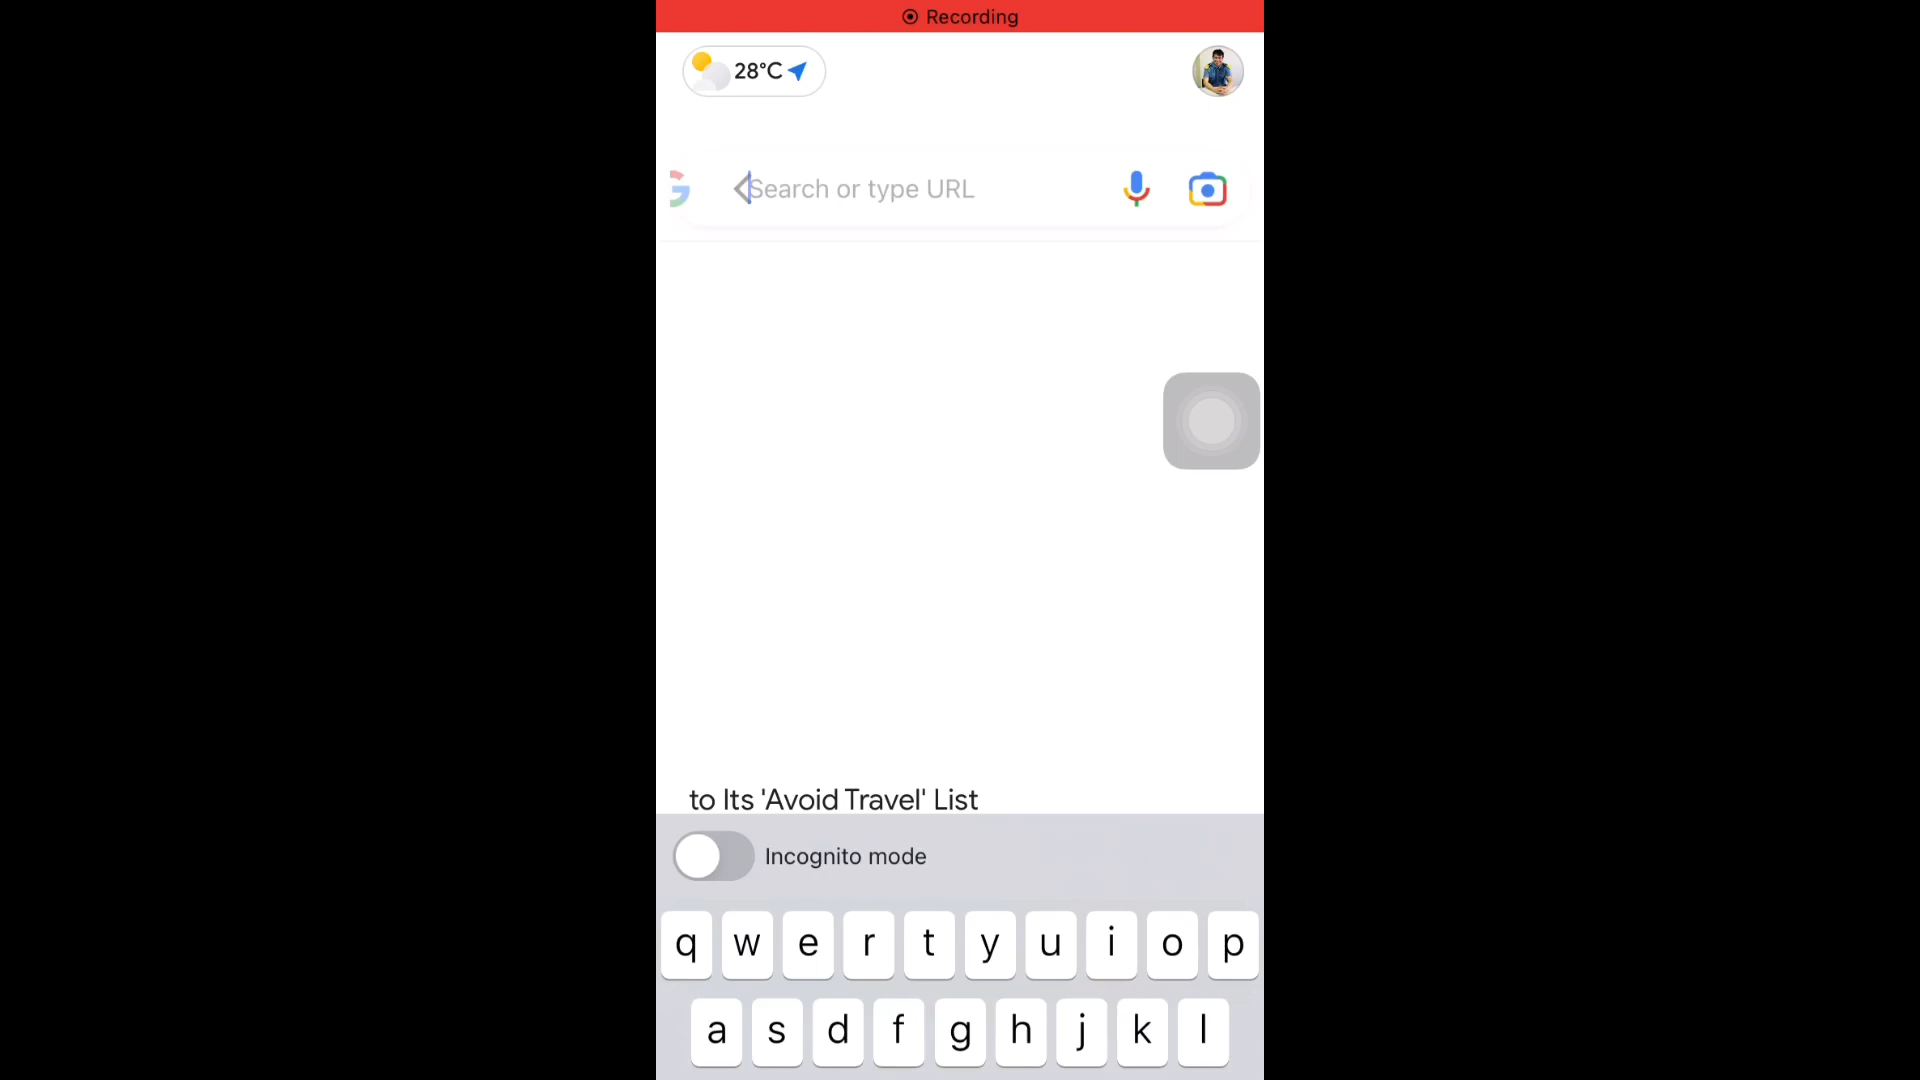 Recording
28°C
Search or type URL
to Its 'Avoid Travel' List
Incognito mode
q w e r t y u i o p
a s d f g h j k l